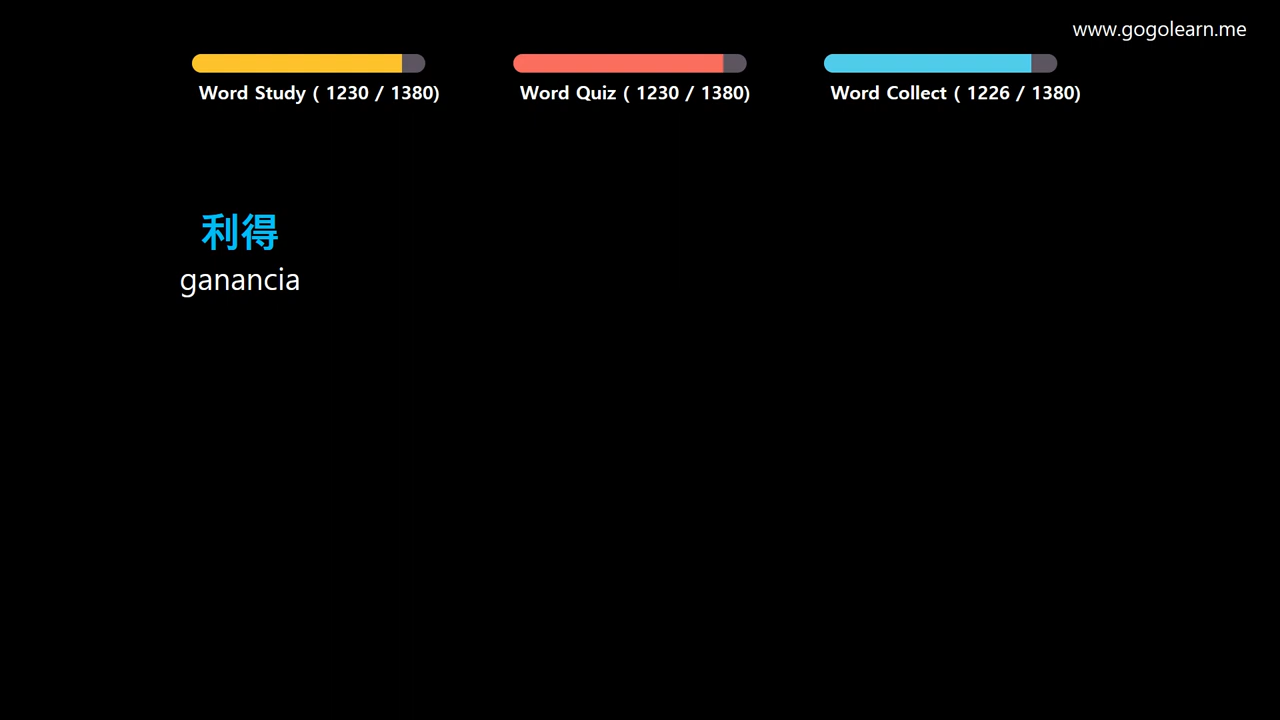 www.gogolearn.me
Word Study ( 1230 / 1380)
Word Quiz ( 1230 / 1380)
Word Collect ( 1226 / 1380)
利得
ganancia